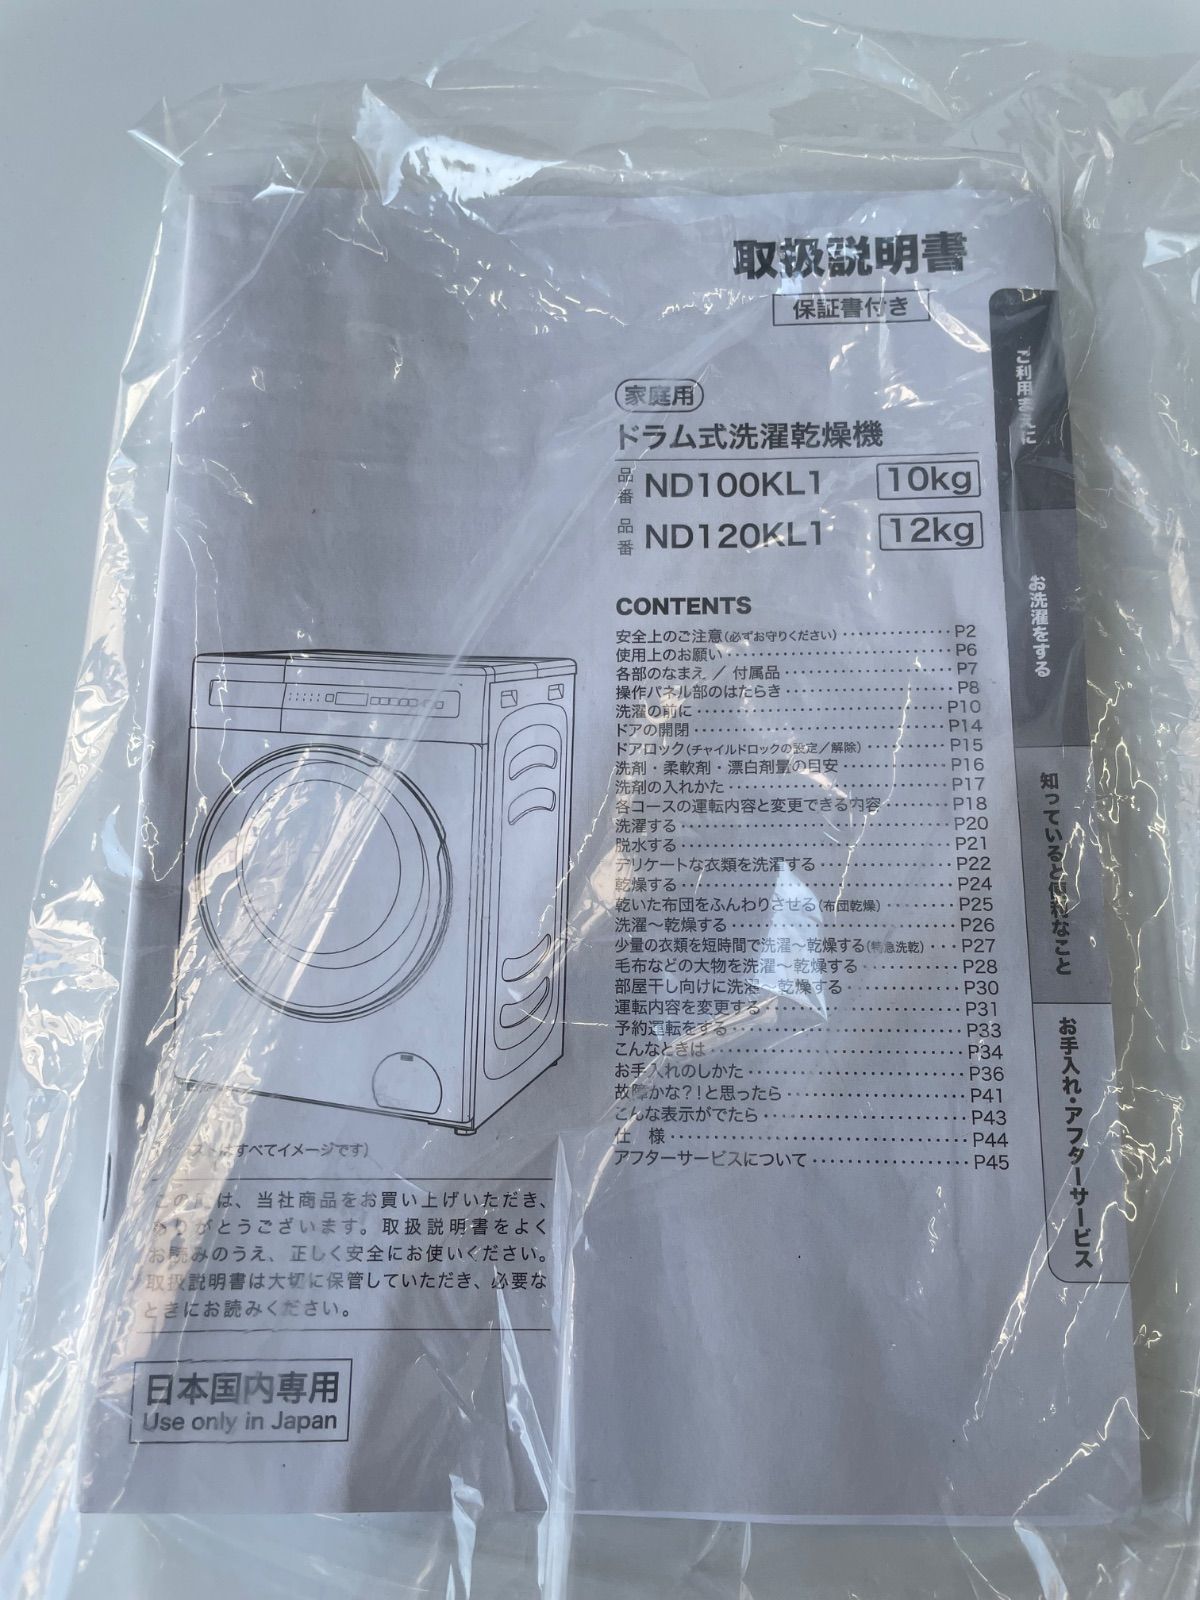 取扱説明書
保証書付き
家庭用
ドラム式洗濯乾燥機
品番 ND100KL1 10kg
品番 ND120KL1 12kg
CONTENTS
安全上のご注意(必ずお守りください)・・・・・・・・・・・・・・P2
使用上のお願い・・・・・・・・・・・・・・P6
各部のなまえ ／ 付属品・・・・・・・・・・・・・・P7
操作パネル部のはたらき・・・・・・・・・・・・・・P8
洗濯の前に・・・・・・・・・・・・・・P10
ドアの開閉・・・・・・・・・・・・・・P14
ドアロック(チャイルドロックの設定／解除)・・・・・・・・P15
洗剤・柔軟剤・漂白剤量の目安・・・・・・・・・・P16
洗剤の入れかた・・・・・・・・・・・・・・P17
各コースの運転内容と変更できる内容・・・・・・・・P18
洗濯する・・・・・・・・・・・・・・P20
脱水する・・・・・・・・・・・・・・P21
デリケートな衣類を洗濯する・・・・・・・・・・・・P22
乾燥する・・・・・・・・・・・・・・P24
乾いた布団をふんわりさせる(布団乾燥)・・・・・・・・P25
洗濯～乾燥する・・・・・・・・・・・・・・P26
少量の衣類を短時間で洗濯～乾燥する(特急洗乾)・・・P27
毛布などの大物を洗濯～乾燥する・・・・・・・・・・P28
部屋干し向けに洗濯～乾燥する・・・・・・・・・・P30
運転内容を変更する・・・・・・・・・・・・・・P31
予約運転をする・・・・・・・・・・・・・・P33
こんなときは・・・・・・・・・・・・・・P34
お手入れのしかた・・・・・・・・・・・・・・P36
故障かな？！と思ったら・・・・・・・・・・・・・・P41
こんな表示がでたら・・・・・・・・・・・・・・P43
仕 様・・・・・・・・・・・・・・P44
アフターサービスについて・・・・・・・・・・・・・・P45
ご利用まえに
お洗濯をする
知っていると便利なこと
お手入れ・アフターサービス
はすべてイメージです)
この は、当社商品をお買い上げいただき、
ありがとうございます。取扱説明書をよく
お読みのうえ、正しく安全にお使いください。
取扱説明書は大切に保管していただき、必要な
ときにお読みください。
日本国内専用
Use only in Japan